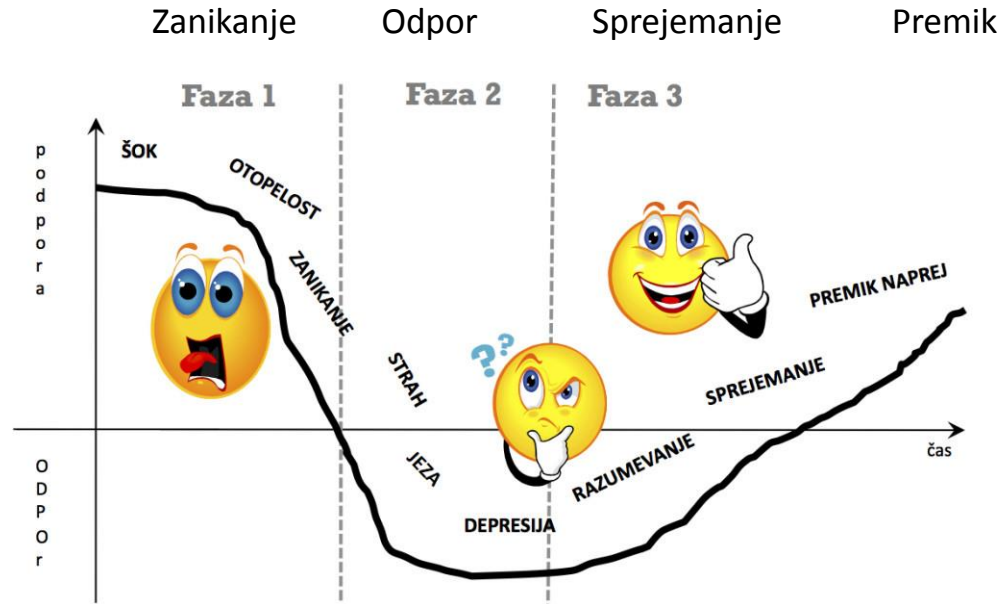 Zanikanje Odpor Sprejemanje Premik
Faza 1 Faza 2 Faza 3
podpora
ŠOK
OTOPELOST
ZANIKANJE
STRAH
??
PREMIK NAPREJ
SPREJEMANJE
čas
ODPOr
JEZA
RAZUMEVANJE
DEPRESIJA